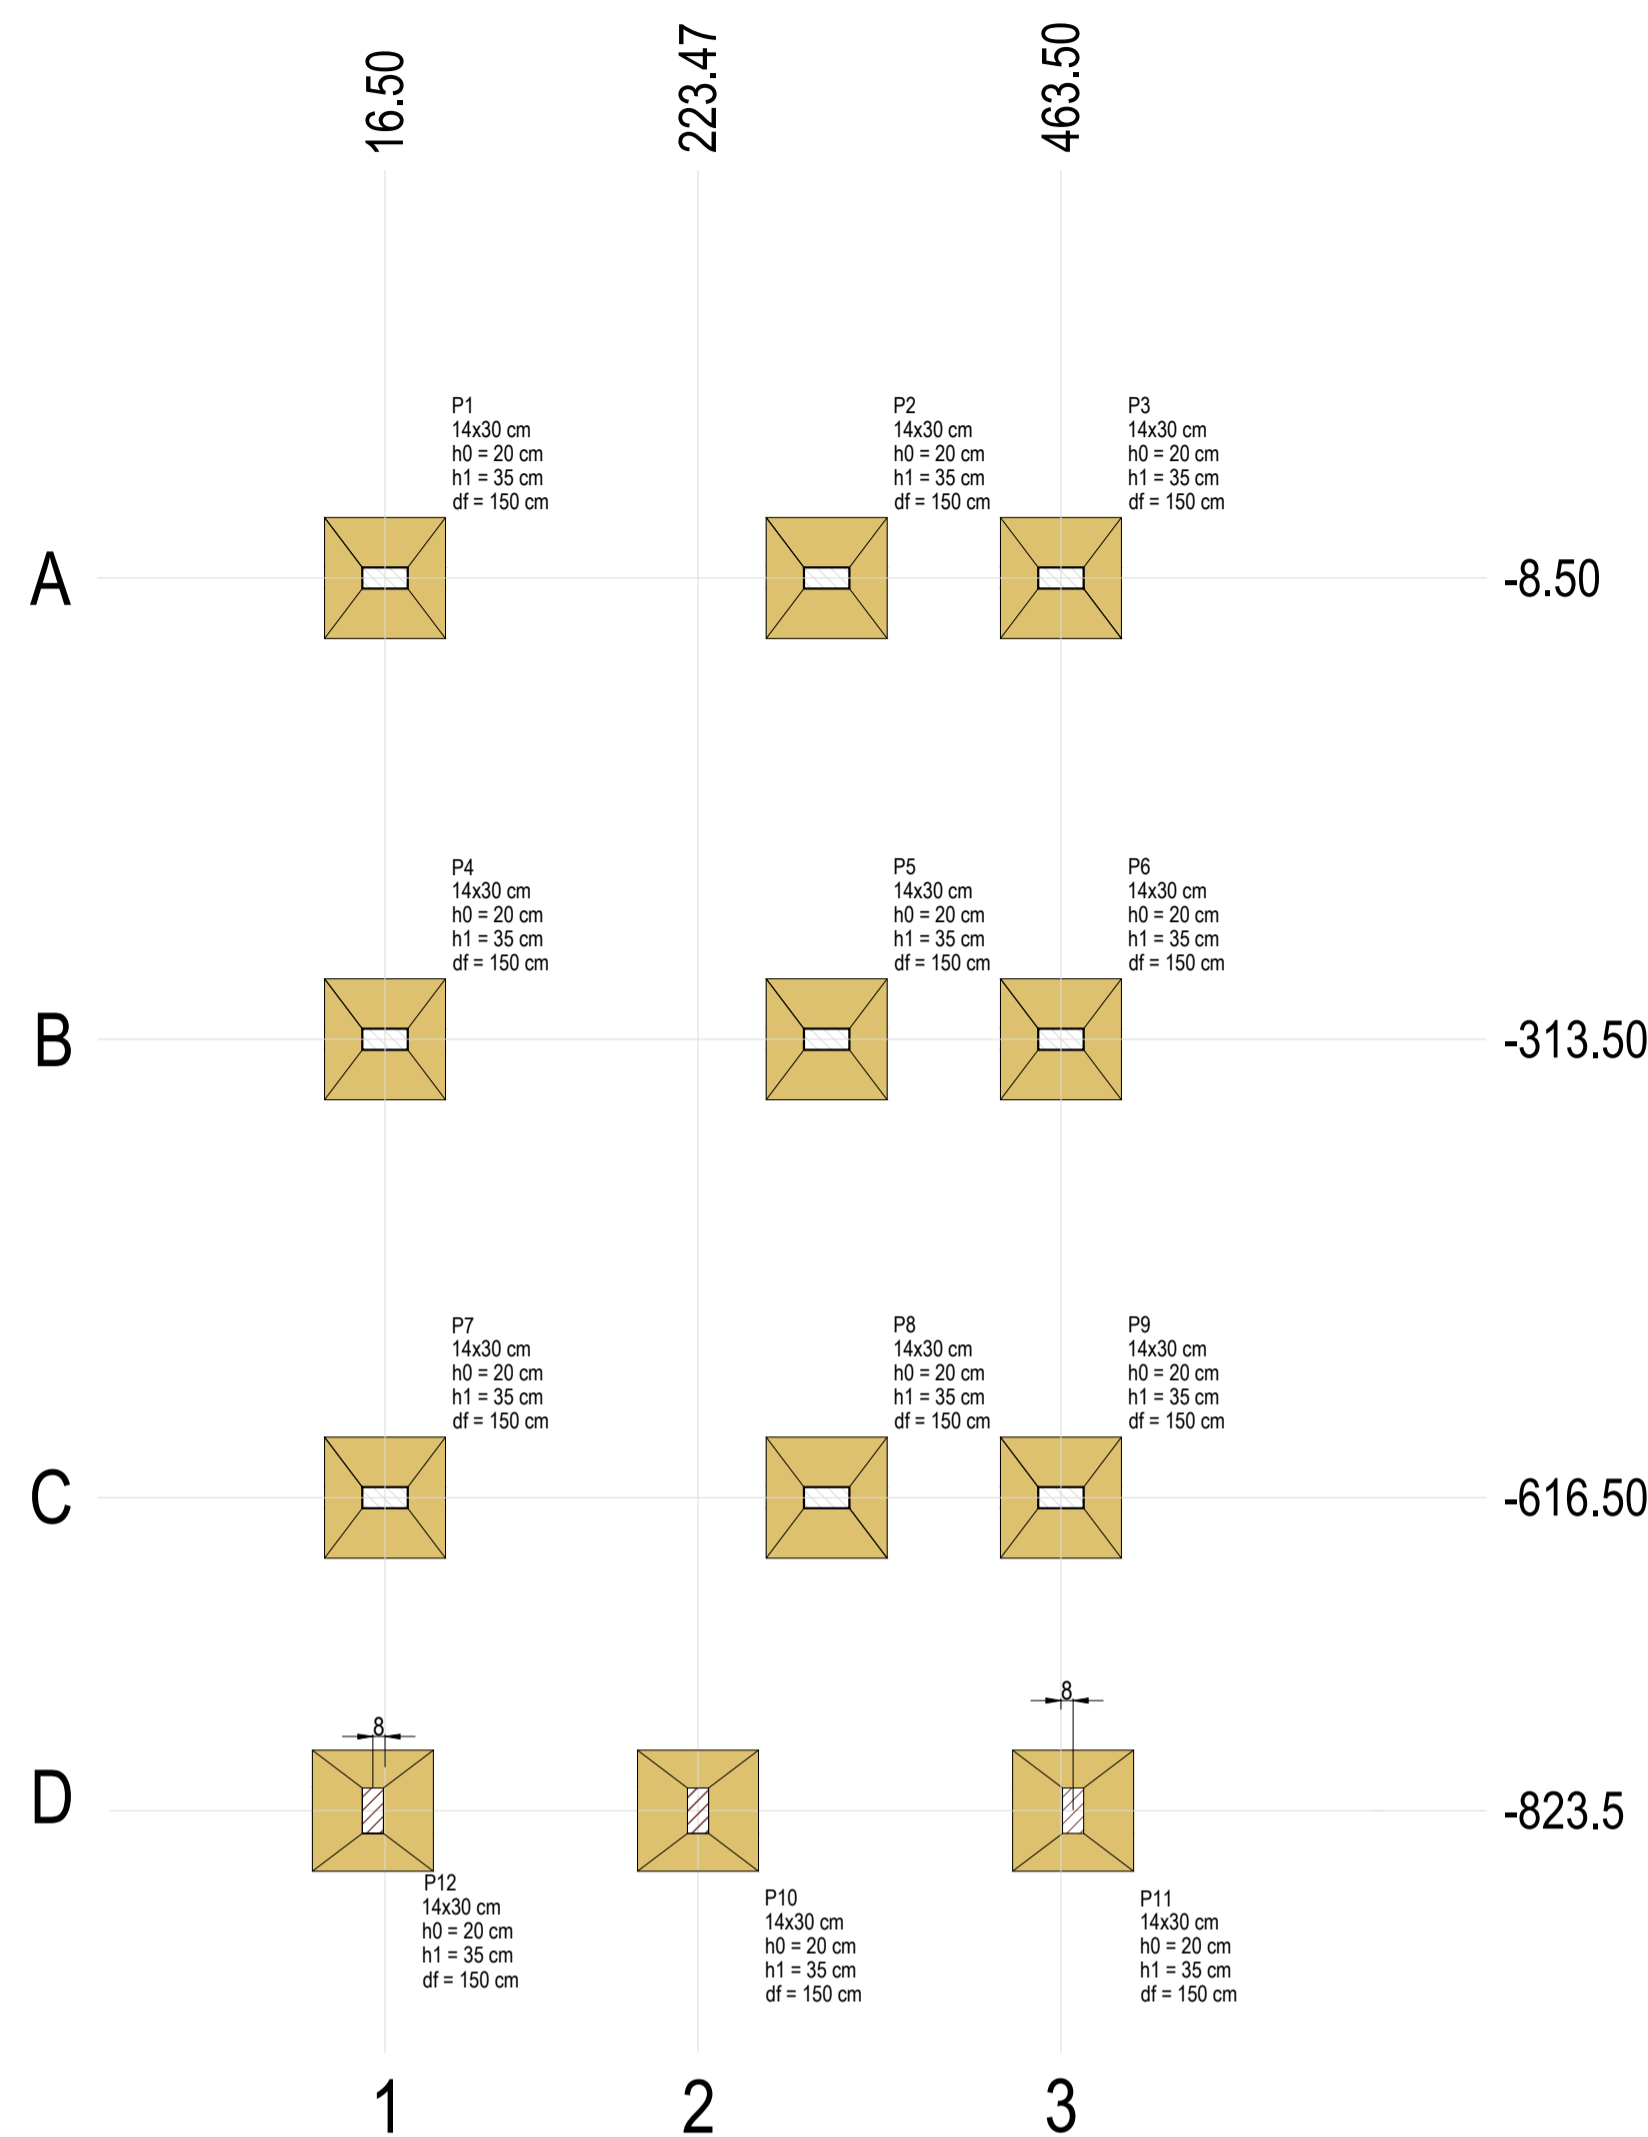 16.50
223.47
463.50
P1
14x30 cm
h0 = 20 cm
h1 = 35 cm
df = 150 cm
P2
14x30 cm
h0 = 20 cm
h1 = 35 cm
df = 150 cm
P3
14x30 cm
h0 = 20 cm
h1 = 35 cm
df = 150 cm
A
-8.50
P4
14x30 cm
h0 = 20 cm
h1 = 35 cm
df = 150 cm
P5
14x30 cm
h0 = 20 cm
h1 = 35 cm
df = 150 cm
P6
14x30 cm
h0 = 20 cm
h1 = 35 cm
df = 150 cm
B
-313.50
P7
14x30 cm
h0 = 20 cm
h1 = 35 cm
df = 150 cm
P8
14x30 cm
h0 = 20 cm
h1 = 35 cm
df = 150 cm
P9
14x30 cm
h0 = 20 cm
h1 = 35 cm
df = 150 cm
C
-616.50
8
8
D
-823.5
P12
14x30 cm
h0 = 20 cm
h1 = 35 cm
df = 150 cm
P10
14x30 cm
h0 = 20 cm
h1 = 35 cm
df = 150 cm
P11
14x30 cm
h0 = 20 cm
h1 = 35 cm
df = 150 cm
1
2
3